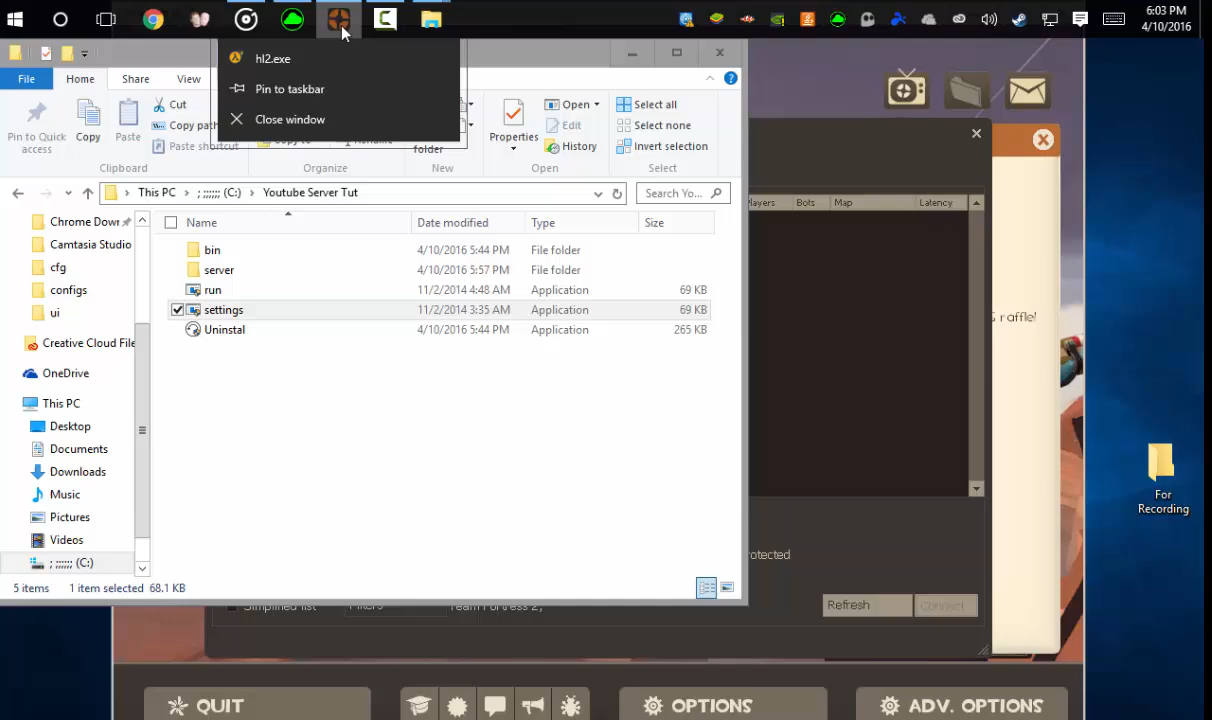 6:03 PM
4/10/2016
hl2.exe
Pin to taskbar
Close window
File
Home
Share
View
Pin to Quick
access
Copy
Paste
Cut
Copy path
Paste shortcut
Clipboard
Organize
folder
New
Properties
Open
Edit
History
Open
Select all
Select none
Invert selection
Select
This PC
; ;;;;;; (C:)
Youtube Server Tut
Search Yo...
Name
Date modified
Type
Size
bin
4/10/2016 5:44 PM
File folder
server
4/10/2016 5:57 PM
File folder
run
11/2/2014 4:48 AM
Application
69 KB
settings
11/2/2014 3:35 AM
Application
69 KB
Uninstal
4/10/2016 5:44 PM
Application
265 KB
Chrome Down
Camtasia Studio
cfg
configs
ui
Creative Cloud File
OneDrive
This PC
Desktop
Documents
Downloads
Music
Pictures
Videos
; ;;;;;; (C:)
5 items
1 item selected 68.1 KB
Players
Bots
Map
Latency
raffle!
otected
Simplified list
Filters
Team Fortress 2;
Refresh
Connect
QUIT
OPTIONS
ADV. OPTIONS
For
Recording